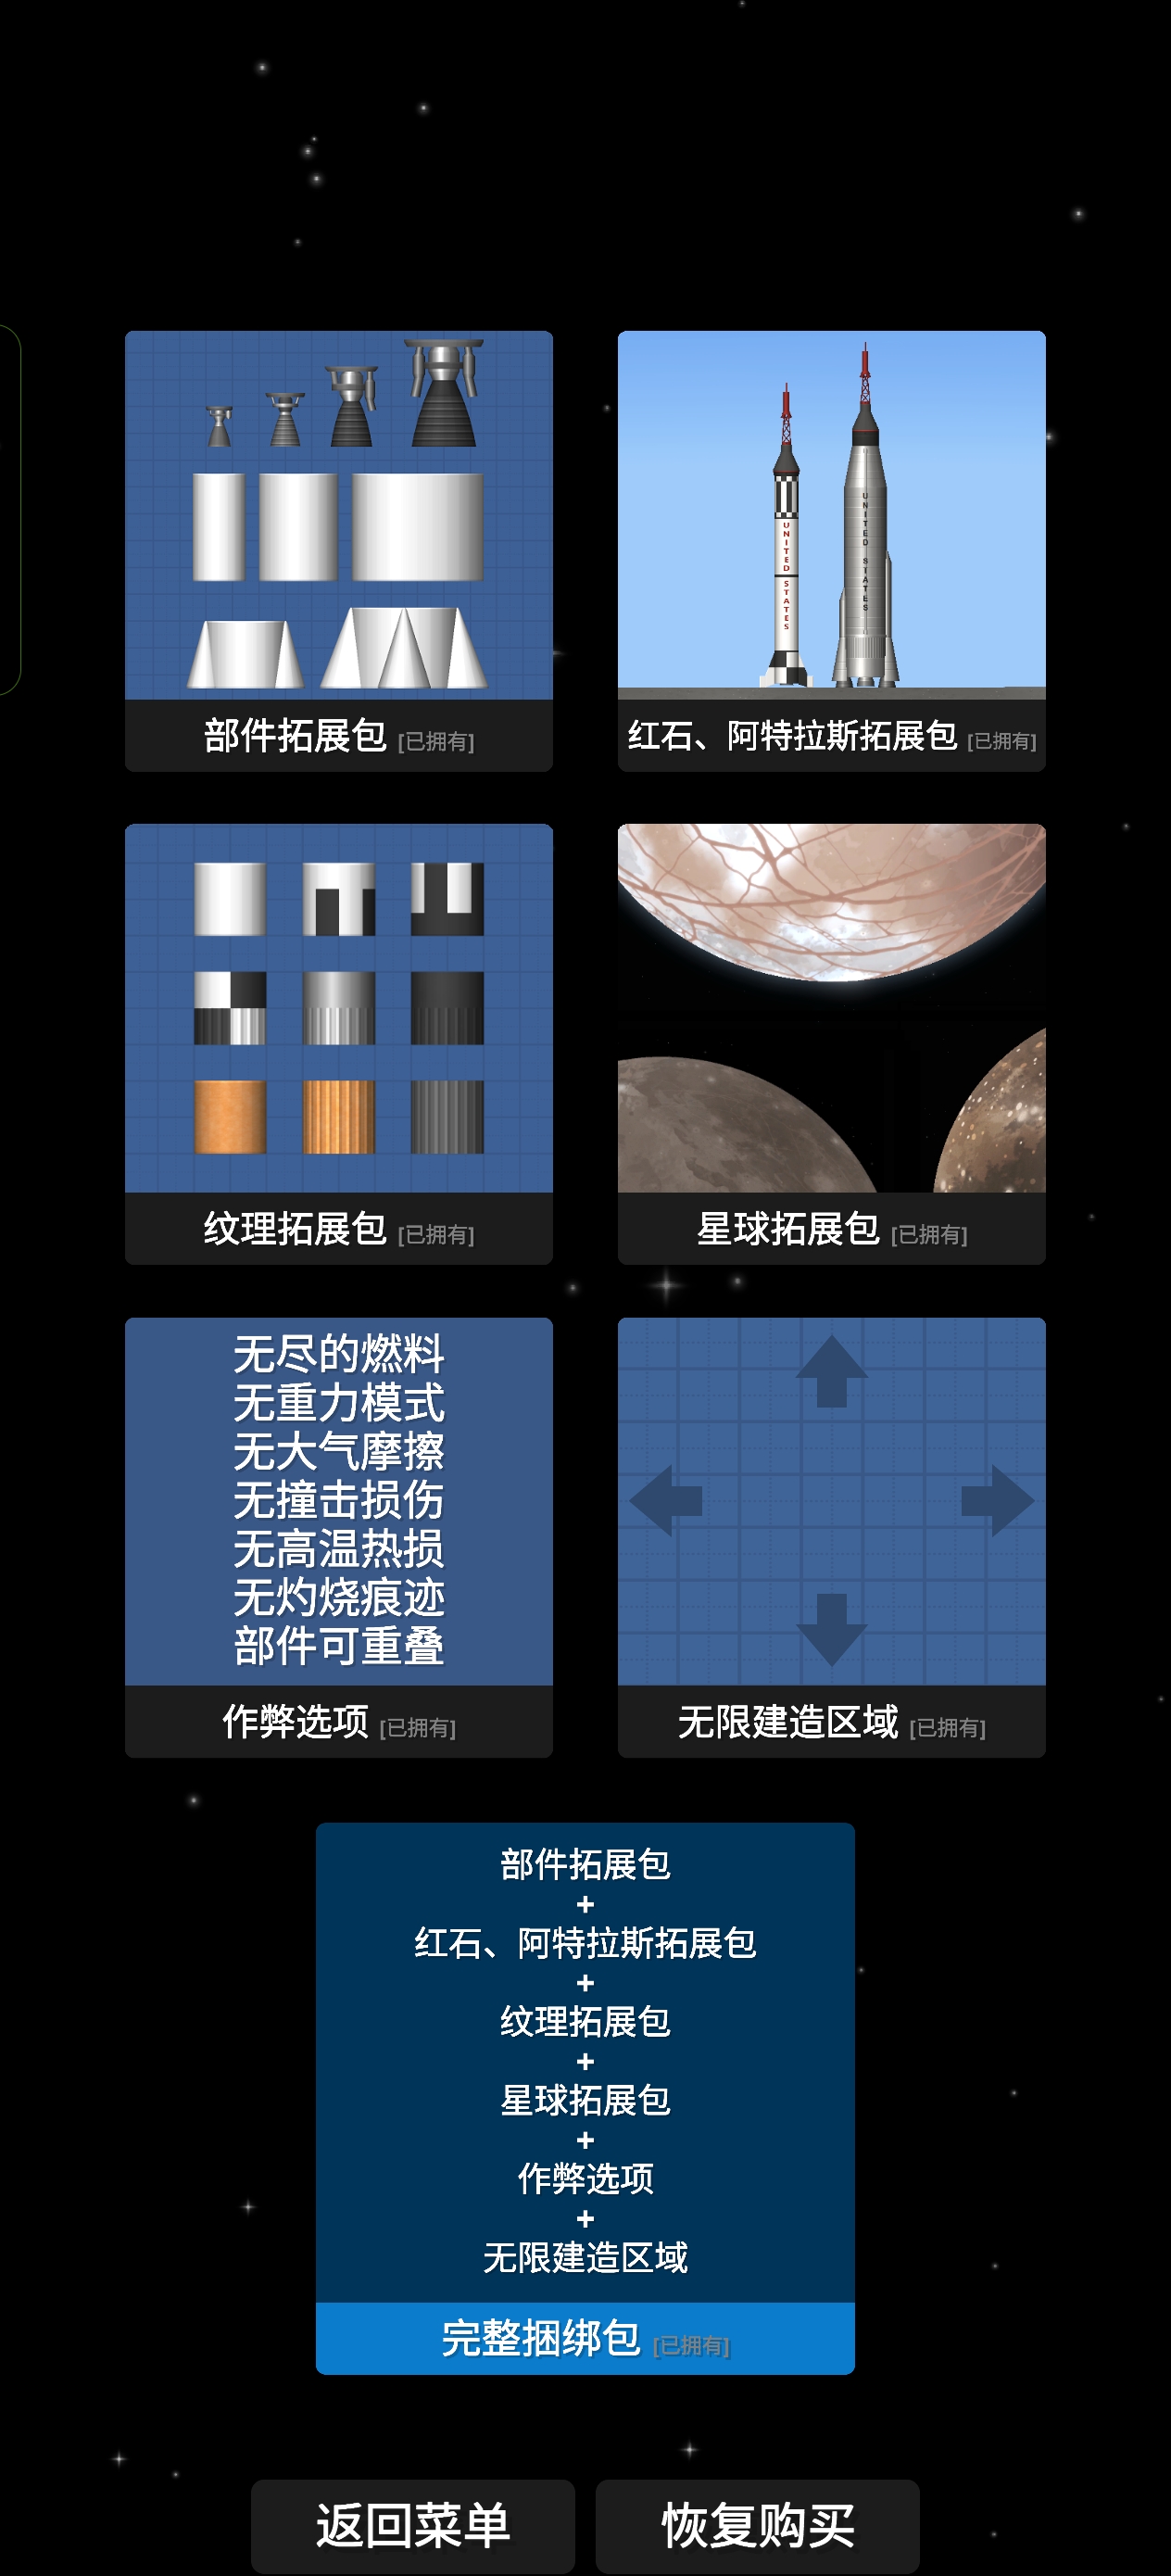 UNITED STATES
UNITED STATES
部件拓展包 [已拥有]
红石、阿特拉斯拓展包 [已拥有]
纹理拓展包 [已拥有]
星球拓展包 [已拥有]
无尽的燃料
无重力模式
无大气摩擦
无撞击损伤
无高温热损
无灼烧痕迹
部件可重叠
作弊选项 [已拥有]
无限建造区域 [已拥有]
部件拓展包
+
红石、阿特拉斯拓展包
+
纹理拓展包
+
星球拓展包
+
作弊选项
+
无限建造区域
完整捆绑包 [已拥有]
返回菜单
恢复购买